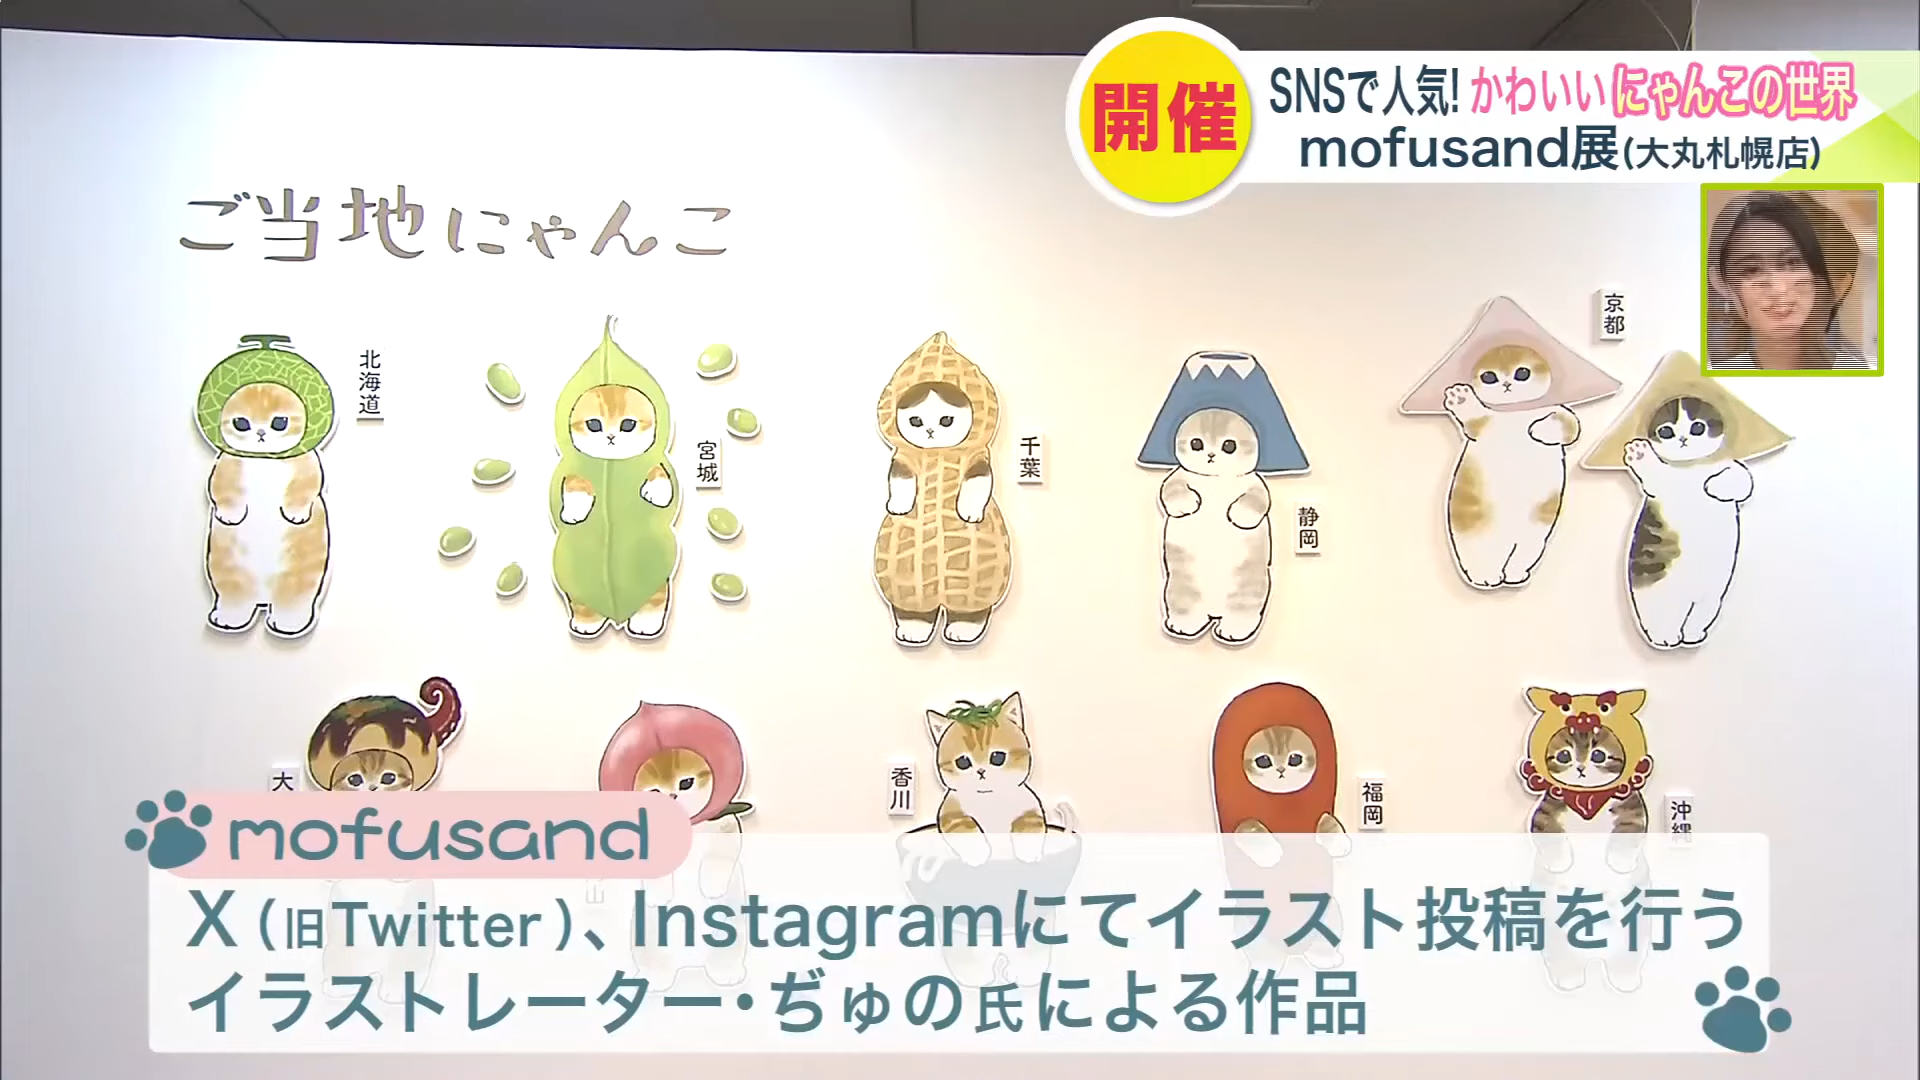 開催
SNSで人気!かわいいにゃんこの世界
mofusand展(大丸札幌店)
ご当地にゃんこ
北海道
宮城
千葉
静岡
京都
大
香川
福岡
沖縄
mofusand
X(旧Twitter)、Instagramにてイラスト投稿を行う
イラストレーター・ぢゅの氏による作品